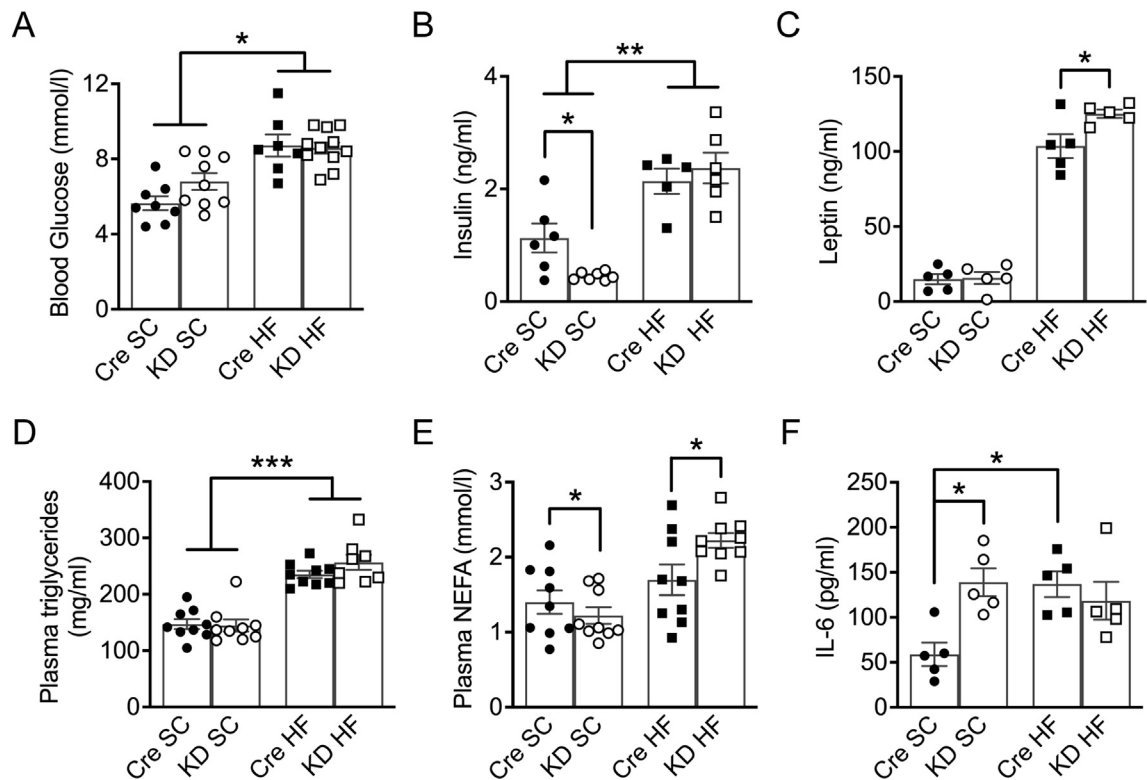 A
Blood Glucose (mmol/l)
12
8
4
0
*
Cre SC
KD SC
Cre HF
KD HF
B
Insulin (ng/ml)
4
2
0
**
*
Cre SC
KD SC
Cre HF
KD HF
C
Leptin (ng/ml)
150
100
50
0
*
Cre SC
KD SC
Cre HF
KD HF
D
Plasma triglycerides
(mg/ml)
400
300
200
100
0
***
Cre SC
KD SC
Cre HF
KD HF
E
Plasma NEFA (mmol/l)
3
2
1
0
*
*
Cre SC
KD SC
Cre HF
KD HF
F
IL-6 (pg/ml)
250
200
150
100
50
0
*
*
Cre SC
KD SC
Cre HF
KD HF